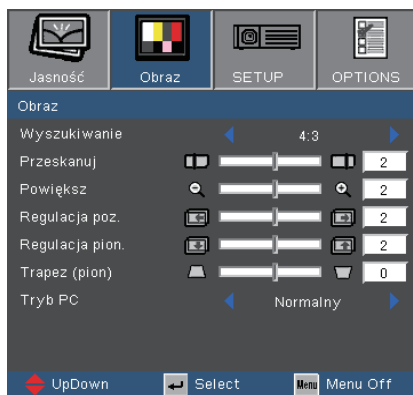 Jasność Obraz SETUP OPTIONS
Obraz
Wyszukiwanie 4:3
Przeskanuj 2
Powiększ 2
Regulacja poz. 2
Regulacja pion. 2
Trapez (pion) 0
Tryb PC Normalny
UpDown Select Menu Menu Off